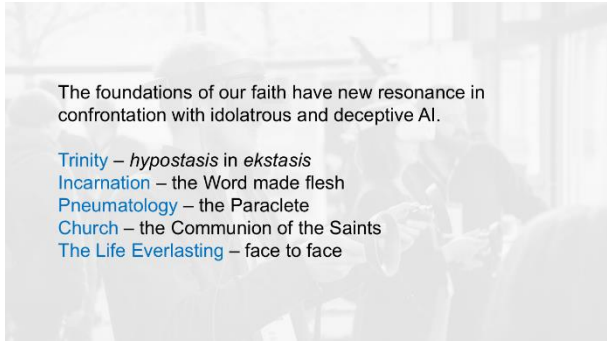 The foundations of our faith have new resonance in
confrontation with idolatrous and deceptive AI.
Trinity – hypostasis in ekstasis
Incarnation – the Word made flesh
Pneumatology – the Paraclete
Church – the Communion of the Saints
The Life Everlasting – face to face